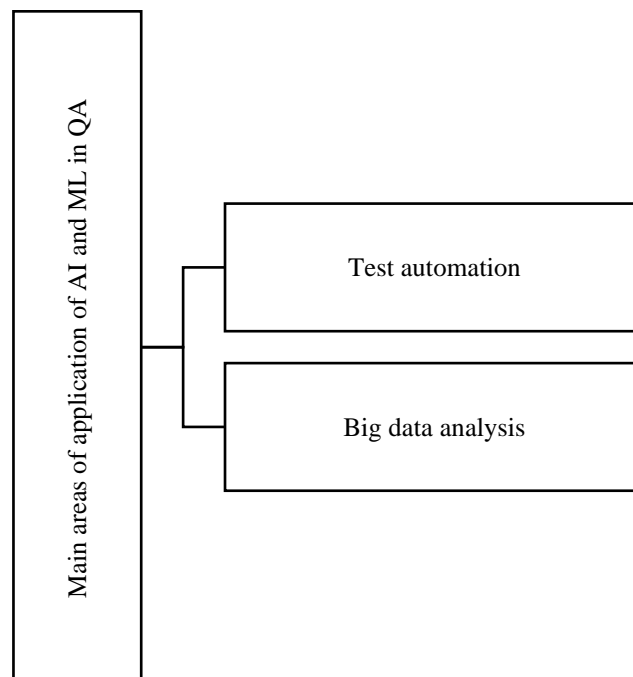 Main areas of application of AI and ML in QA
Test automation
Big data analysis